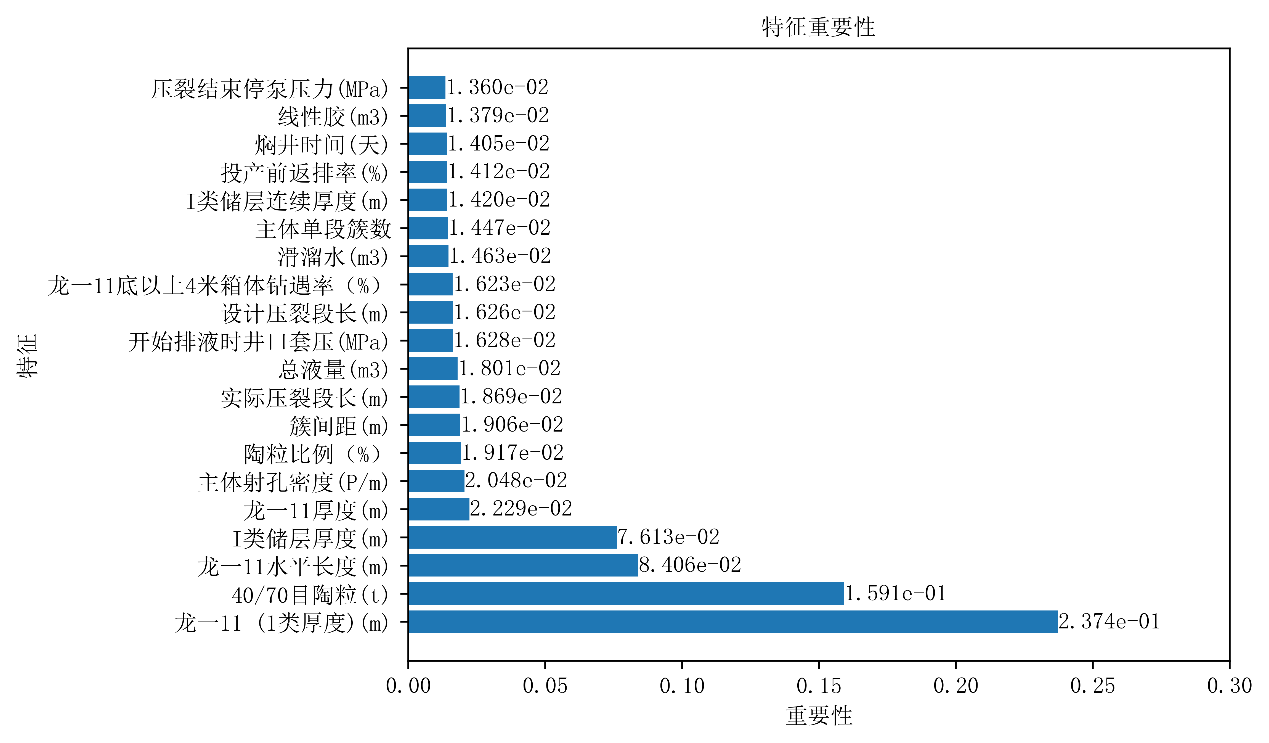 特征重要性
特征
压裂结束停泵压力(MPa) 1.360e-02
线性胶(m3) 1.379e-02
焖井时间(天) 1.405e-02
投产前返排率(%) 1.412e-02
I类储层连续厚度(m) 1.420e-02
主体单段簇数 1.447e-02
滑溜水(m3) 1.463e-02
龙一11底以上4米箱体钻遇率（%） 1.623e-02
设计压裂段长(m) 1.626e-02
开始排液时井口套压(MPa) 1.628e-02
总液量(m3) 1.801e-02
实际压裂段长(m) 1.869e-02
簇间距(m) 1.906e-02
陶粒比例（%） 1.917e-02
主体射孔密度(P/m) 2.048e-02
龙一11厚度(m) 2.229e-02
I类储层厚度(m) 7.613e-02
龙一11水平长度(m) 8.406e-02
40/70目陶粒(t) 1.591e-01
龙一11 (1类厚度)(m) 2.374e-01
0.00 0.05 0.10 0.15 0.20 0.25 0.30
重要性